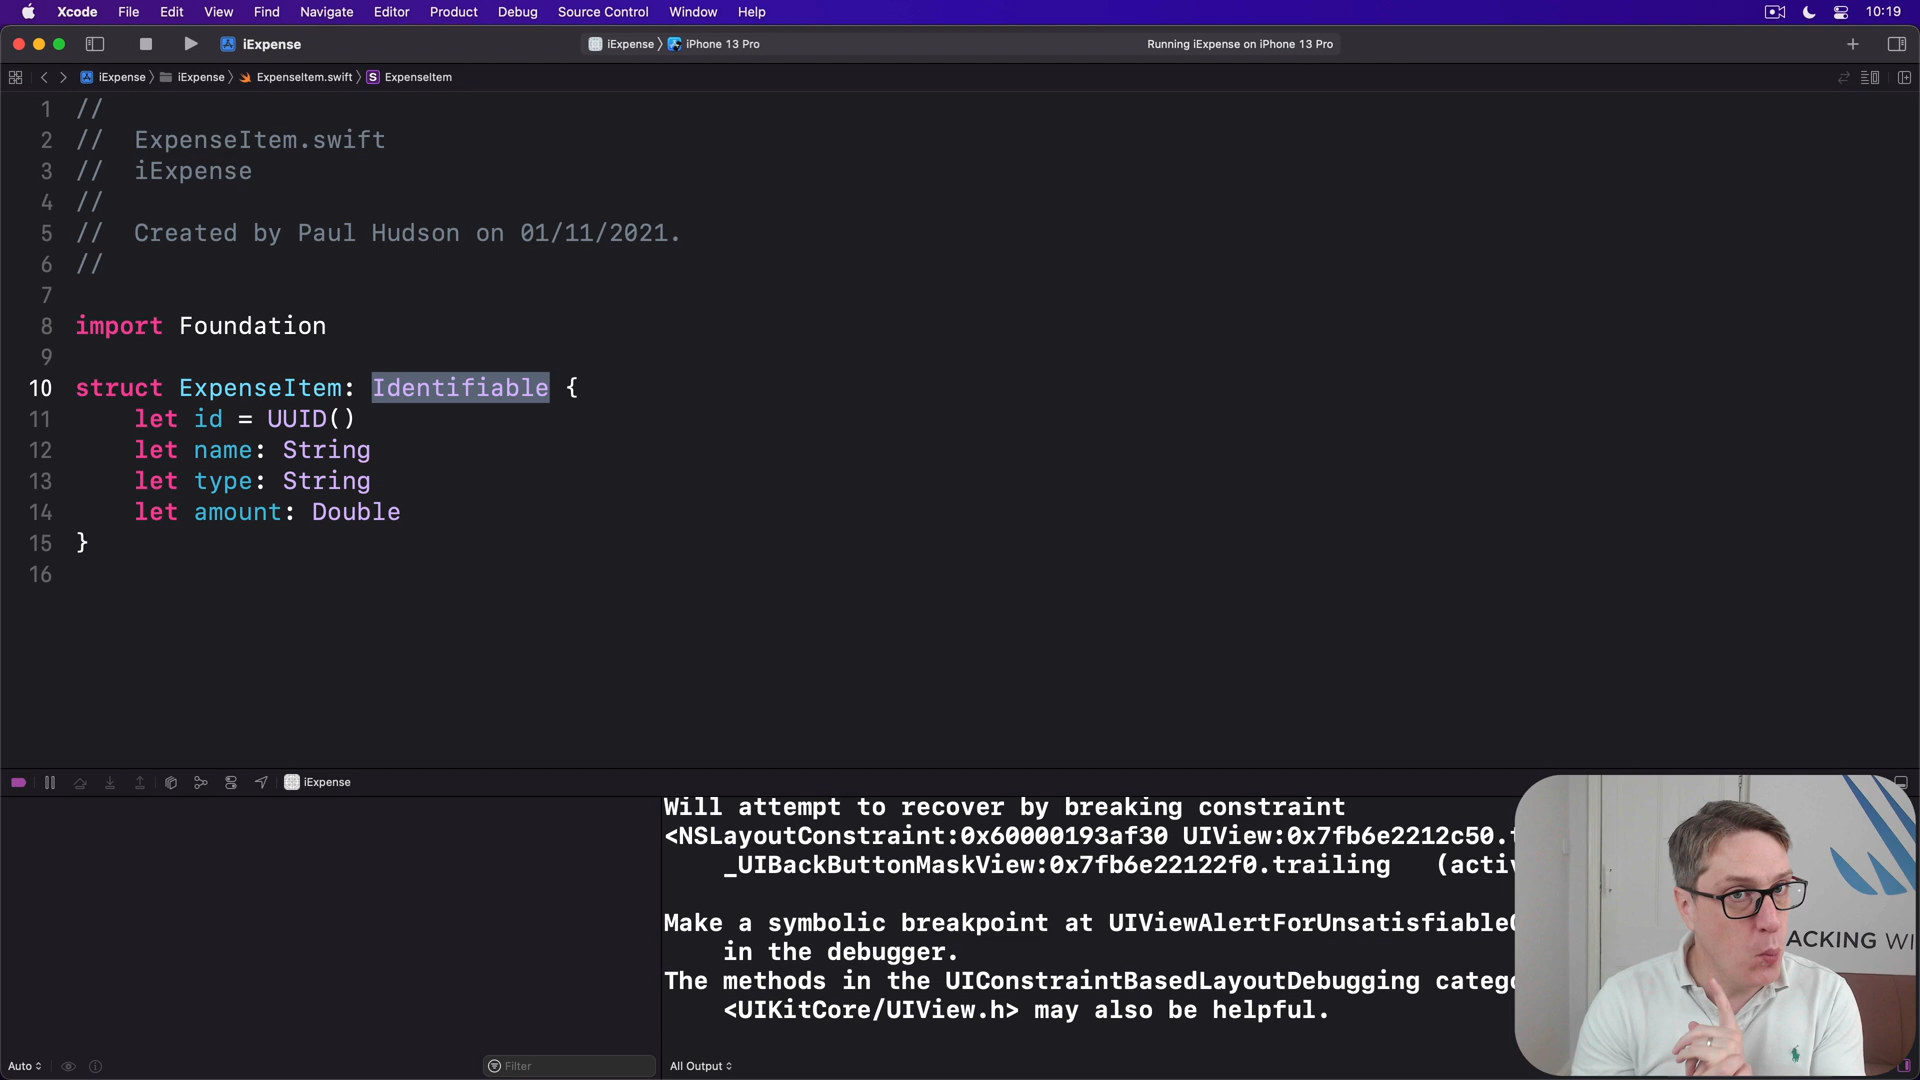 Xcode File Edit View Find Navigate Editor Product Debug Source Control Window Help 10:19
iExpense iExpense iPhone 13 Pro Running iExpense on iPhone 13 Pro
iExpense iExpense ExpenseItem.swift S ExpenseItem
1 //
2 //  ExpenseItem.swift
3 //  iExpense
4 //
5 //  Created by Paul Hudson on 01/11/2021.
6 //
7
8 import Foundation
9
10 struct ExpenseItem: Identifiable {
11     let id = UUID()
12     let name: String
13     let type: String
14     let amount: Double
15 }
16
iExpense
Will attempt to recover by breaking constraint
<NSLayoutConstraint:0x60000193af30 UIView:0x7fb6e2212c50.t
_UIBackButtonMaskView:0x7fb6e22122f0.trailing   (activ
Make a symbolic breakpoint at UIViewAlertForUnsatisfiable
in the debugger.
The methods in the UIConstraintBasedLayoutDebugging catego
<UIKitCore/UIView.h> may also be helpful.
ACKING WI
Auto Filter All Output